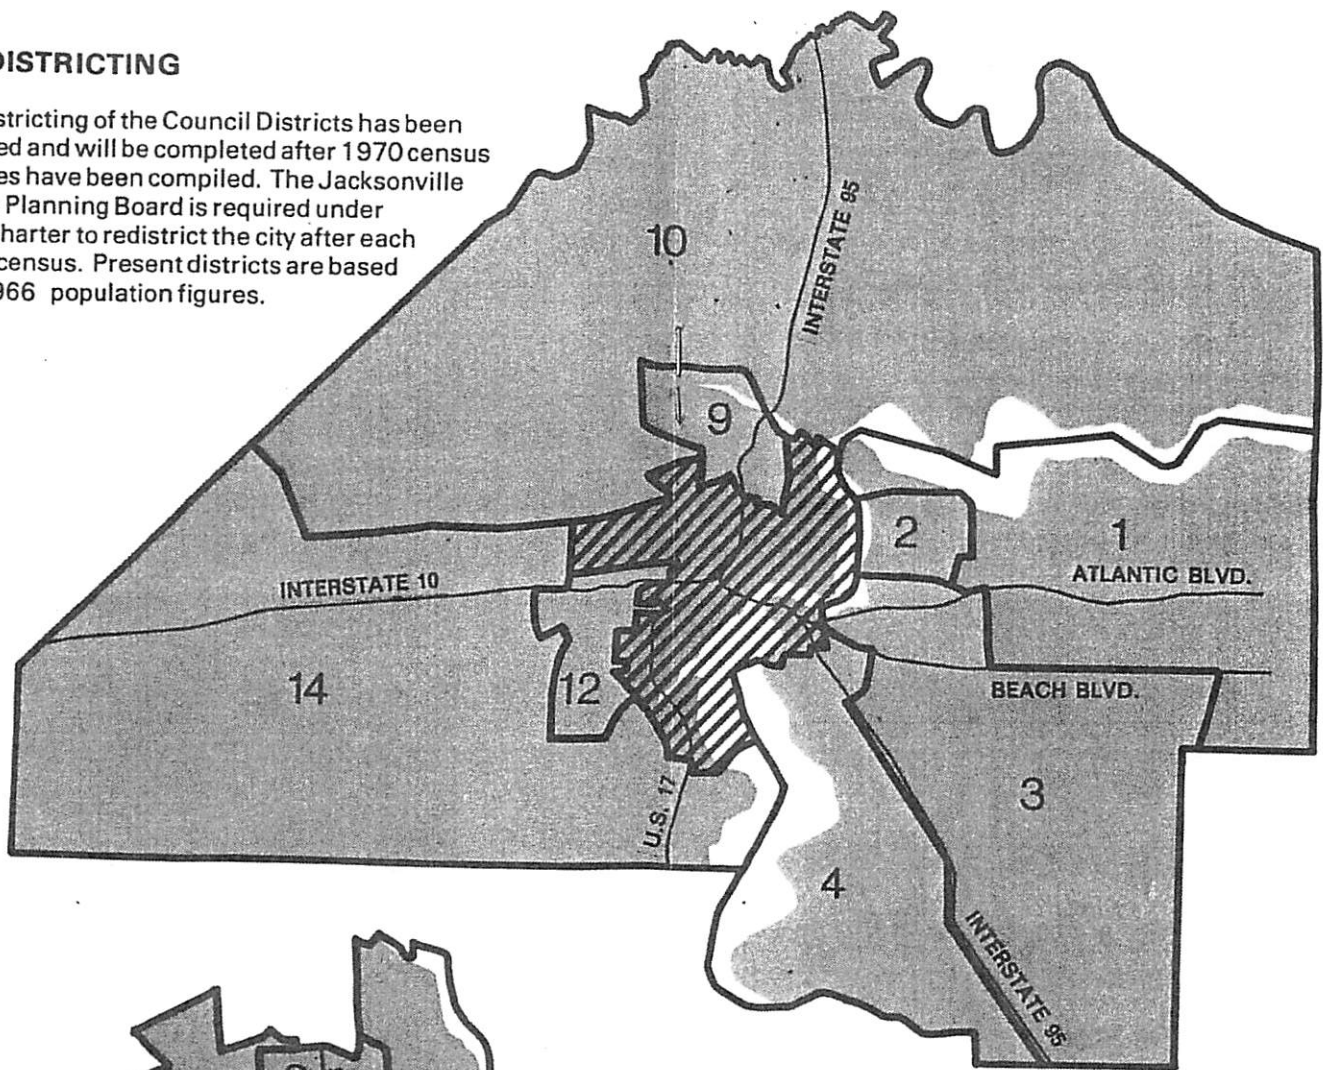 DISTRICTING
stricting of the Council Districts has been
ed and will be completed after 1970 census
es have been compiled. The Jacksonville
Planning Board is required under
harter to redistrict the city after each
census. Present districts are based
966 population figures.
10
INTERSTATE 95
9
2
1
ATLANTIC BLVD.
INTERSTATE 10
14
12
BEACH BLVD.
3
U.S. 17
4
INTERSTATE 95